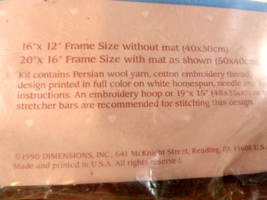 16"x 12" Frame Size without mat (40x30cm)
20"x 16" Frame Size with mat as shown (50x40cm)
Kit contains Persian wool yarn, cotton embroidery thread,
design printed in full color on white homespun, needle and
instructions. An embroidery hoop or 19"x 15" (48x38cm)
stretcher bars are recommended for stitching this design.
©1990 DIMENSIONS, INC., 641 McKnight Street, Reading, PA 19601 U.S.A.
Made and printed in U.S.A. All rights reserved.